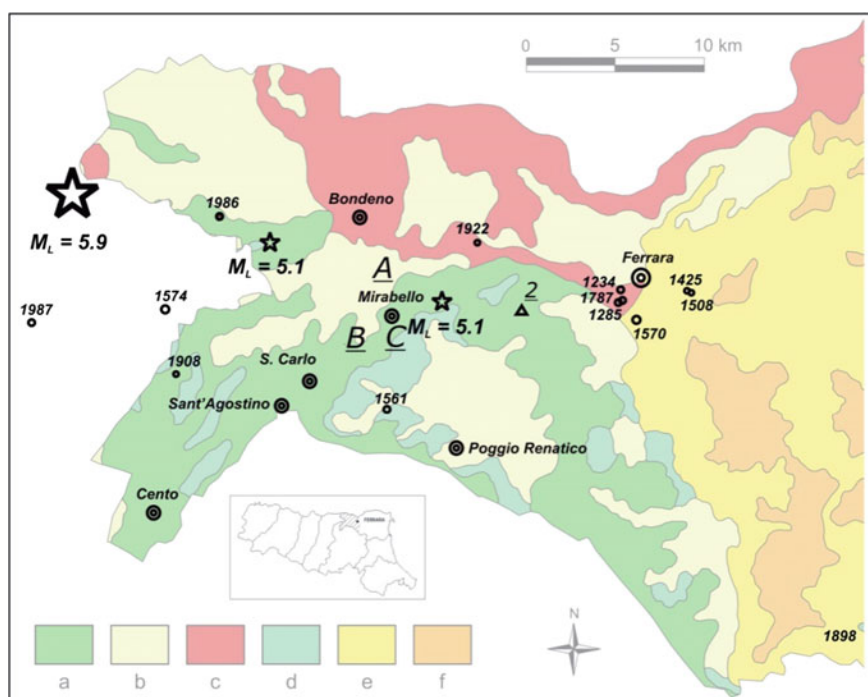 0 5 10 km
1986
Bondeno
M_L = 5.9
M_L = 5.1
1922
Ferrara
A
2
1234
1425
1787
1508
1285
1570
Mirabello
M_L = 5.1
1987
1574
B C
S. Carlo
1908
Sant'Agostino
1561
Poggio Renatico
Cento
FERRARA
N
1898
a b c d e f